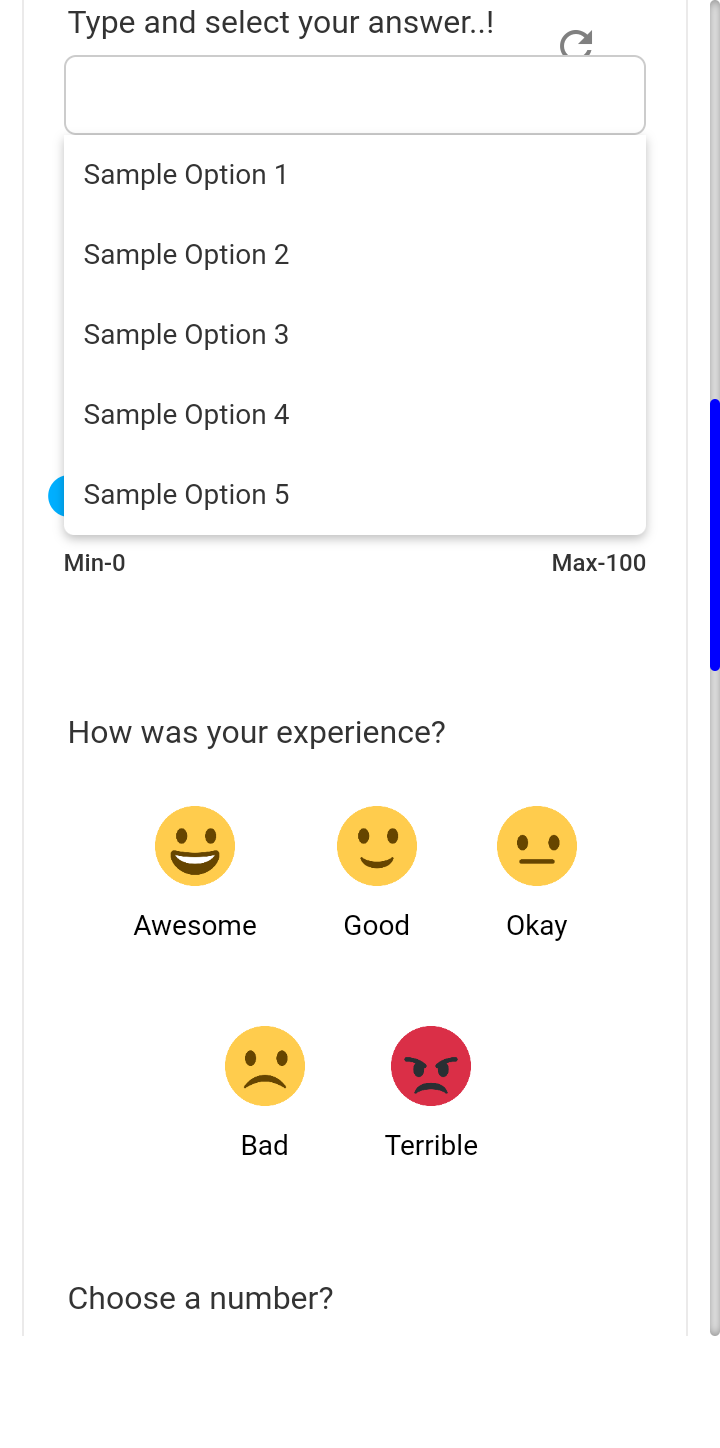 Type and select your answer..!
Sample Option 1
Sample Option 2
Sample Option 3
Sample Option 4
Sample Option 5
Min-0 Max-100
How was your experience?
Awesome Good Okay
Bad Terrible
Choose a number?